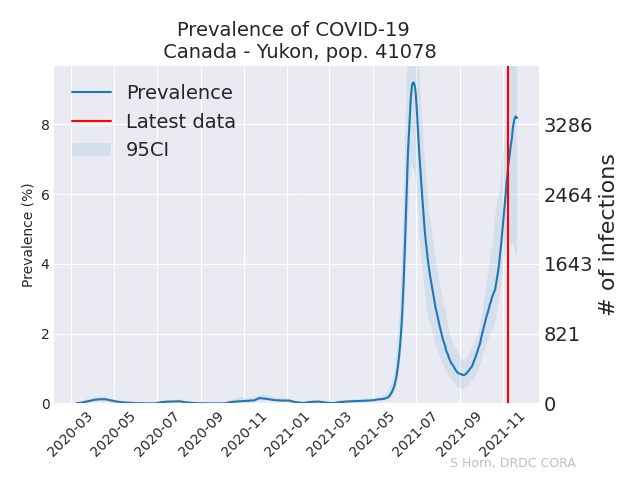 Prevalence of COVID-19
Canada - Yukon, pop. 41078
Prevalence
Latest data
95CI
Prevalence (%)
8
6
4
2
0
3286
2464
1643
821
0
# of infections
2020-03
2020-05
2020-07
2020-09
2020-11
2021-01
2021-03
2021-05
2021-07
2021-09
2021-11
S Horn, DRDC CORA